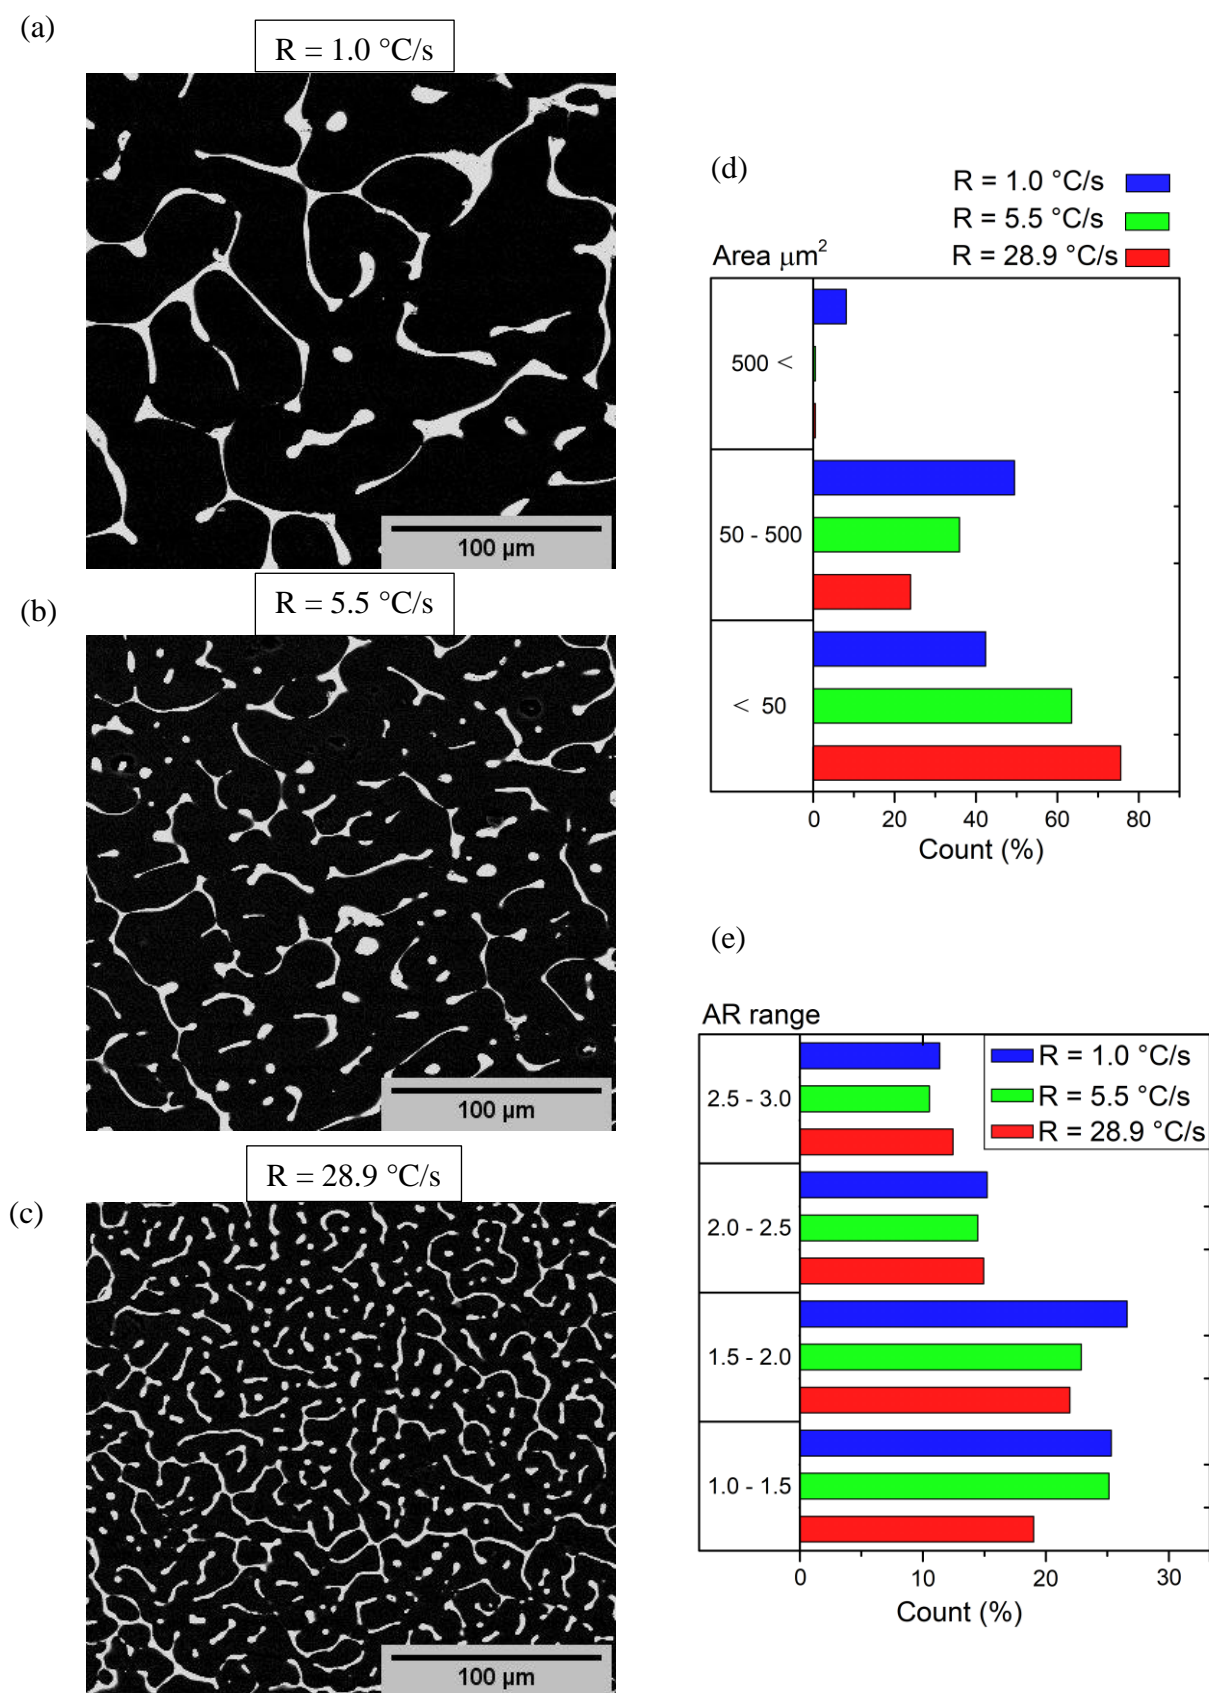 (a)
R = 1.0 °C/s
100 µm
(b)
R = 5.5 °C/s
100 µm
(c)
R = 28.9 °C/s
100 µm
(d)
R = 1.0 °C/s
R = 5.5 °C/s
R = 28.9 °C/s
Area μm²
500 <
50 - 500
< 50
0 20 40 60 80
Count (%)
(e)
AR range
R = 1.0 °C/s
R = 5.5 °C/s
R = 28.9 °C/s
2.5 - 3.0
2.0 - 2.5
1.5 - 2.0
1.0 - 1.5
0 10 20 30
Count (%)